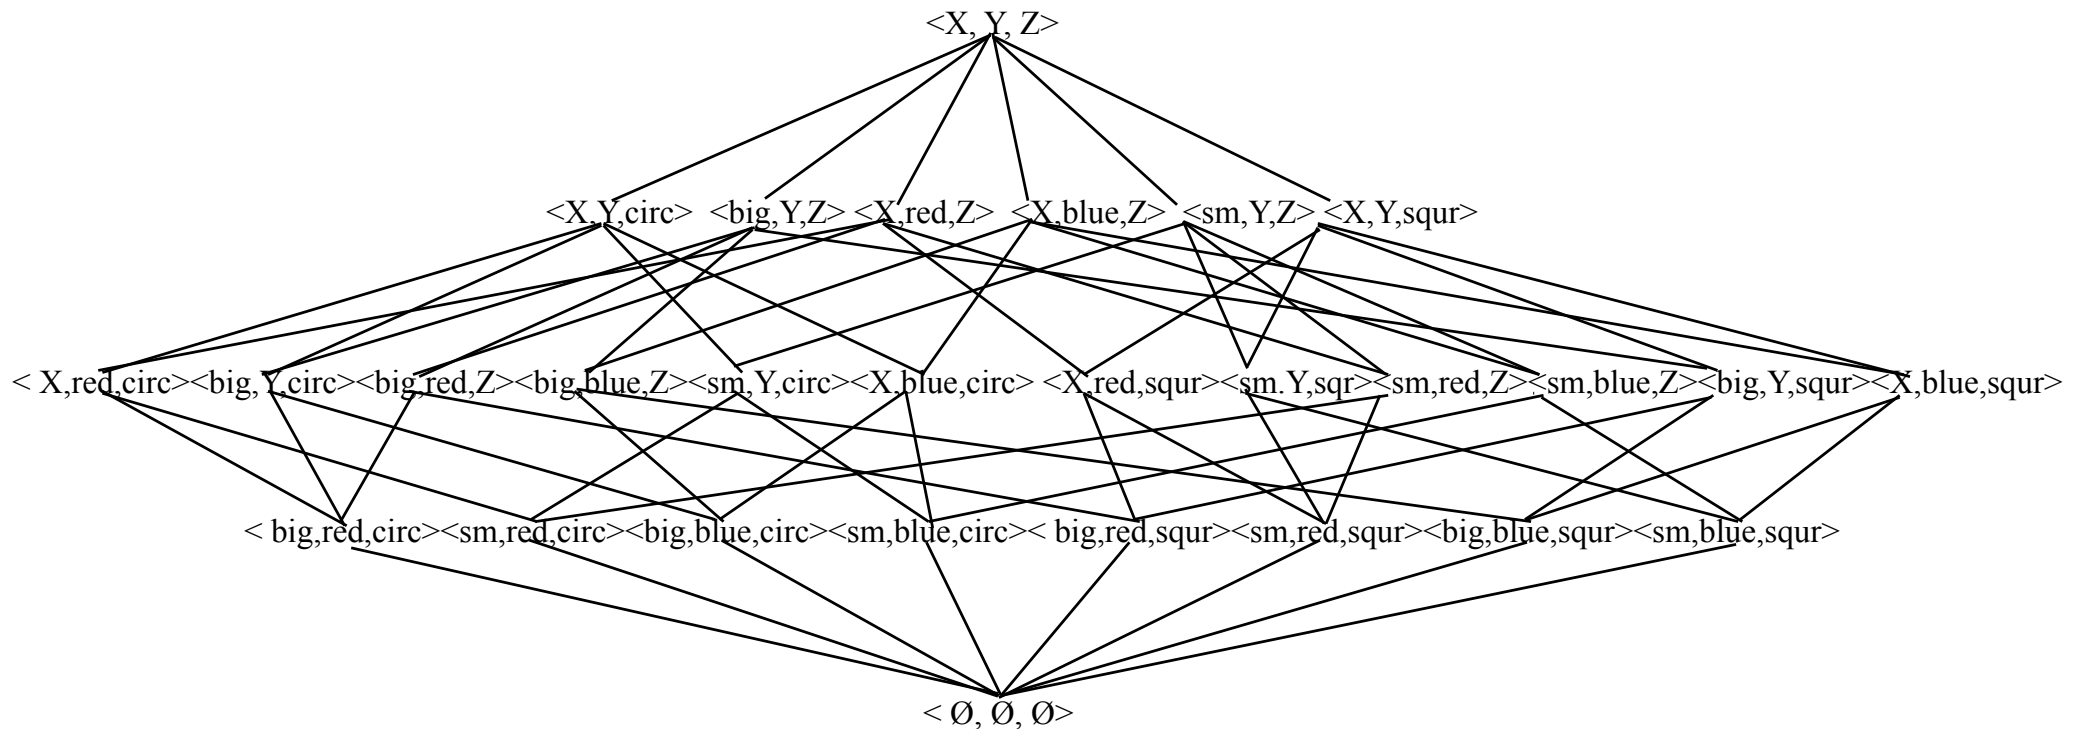 <X, Y, Z>
<X,Y,circ> <big,Y,Z> <X,red,Z> <X,blue,Z> <sm,Y,Z> <X,Y,squr>
< X,red,circ><big,Y,circ><big,red,Z><big,blue,Z><sm,Y,circ><X,blue,circ> <X,red,squr><sm.Y,sqr><sm,red,Z><sm,blue,Z><big,Y,squr><X,blue,squr>
< big,red,circ><sm,red,circ><big,blue,circ><sm,blue,circ>< big,red,squr><sm,red,squr><big,blue,squr><sm,blue,squr>
< Ø, Ø, Ø>